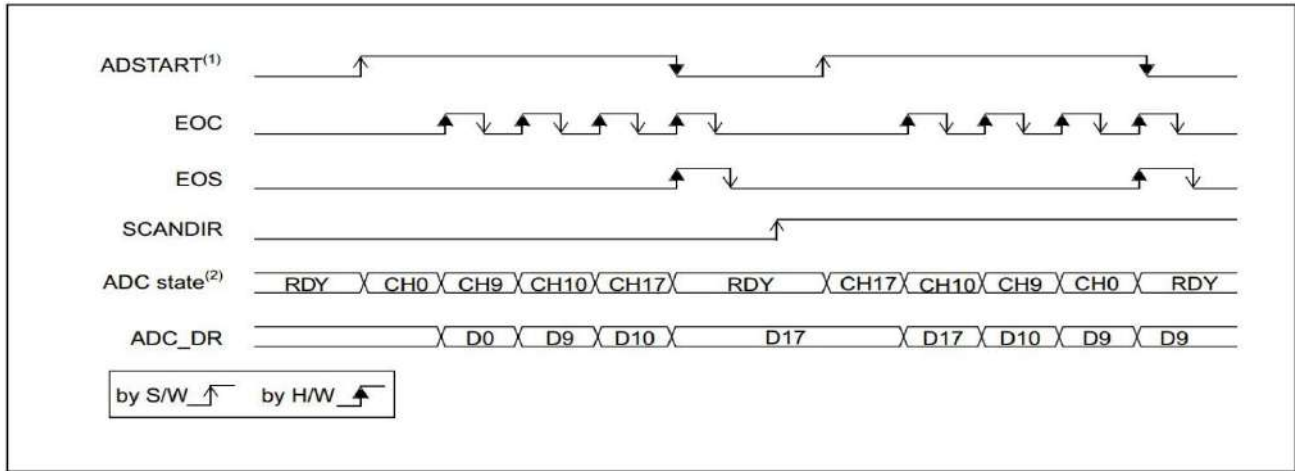 ADSTART(1)
EOC
EOS
SCANDIR
ADC state(2) RDY CH0 CH9 CH10 CH17 RDY CH17 CH10 CH9 CH0 RDY
ADC_DR D0 D9 D10 D17 D17 D10 D9 D9
by S/W by H/W